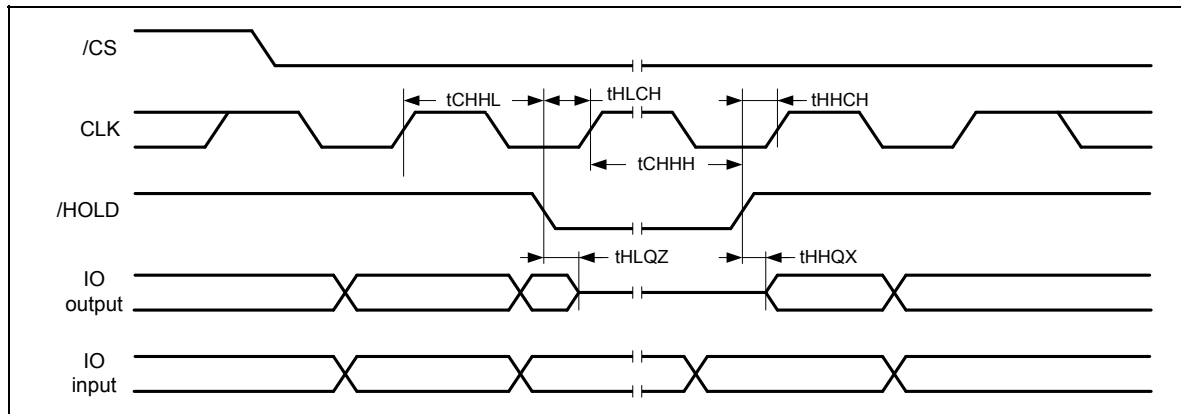 /CS
tCHHL
tHLCH
tHHCH
CLK
tCHHH
/HOLD
tHLQZ
tHHQX
IO
output
IO
input